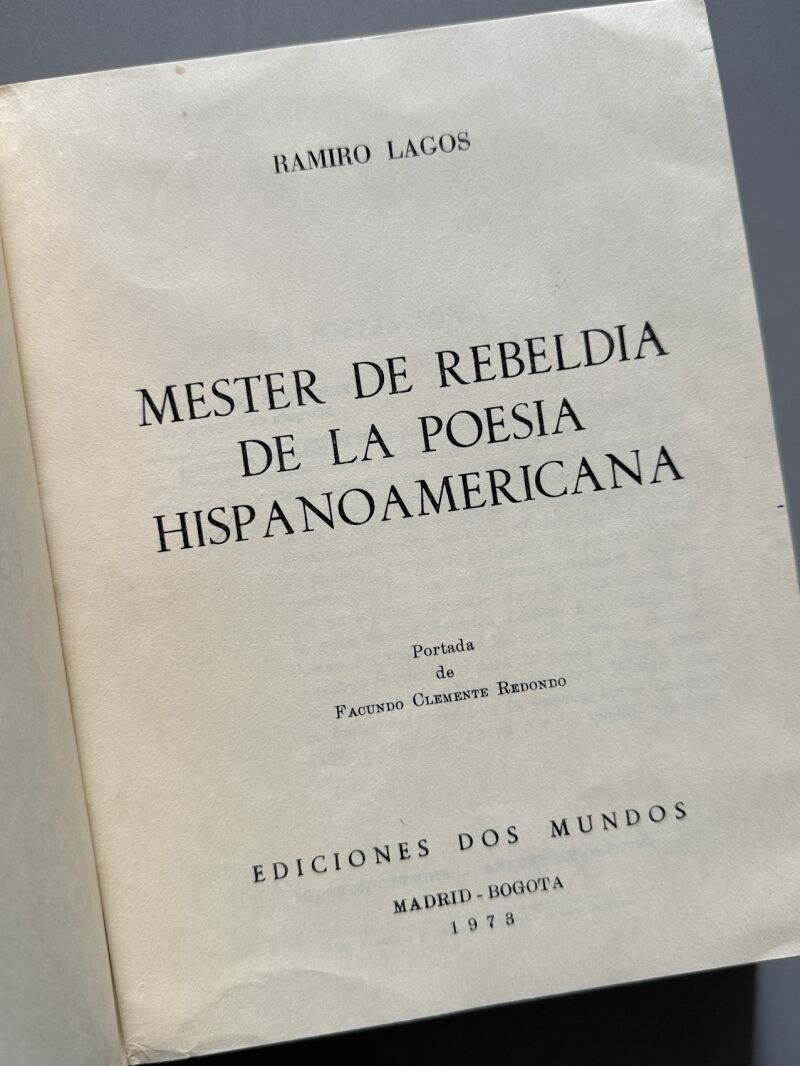 RAMIRO LAGOS
MESTER DE REBELDIA
DE LA POESIA
HISPANOAMERICANA
Portada
de
FACUNDO CLEMENTE REDONDO
EDICIONES DOS MUNDOS
MADRID - BOGOTA
1973